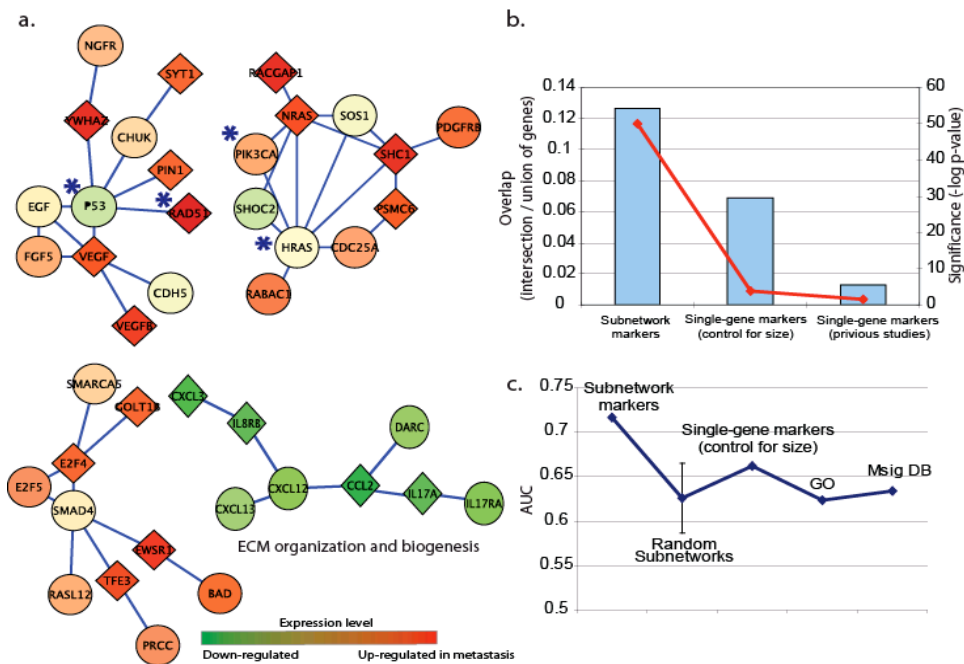 a.
NGFR
SYT1
YWHAZ
CHUK
PIN1
EGF
P53
RAD51
FGF5
VEGF
CDH5
VEGFB
RACGAP1
NRAS
SOS1
PDGFRB
PIK3CA
SHC1
SHOC2
PSMC6
HRAS
CDC25A
RABAC1
SMARCA5
GOLT1B
E2F4
E2F5
SMAD4
EWSR1
TFE3
RASL12
BAD
PRCC
CXCL3
IL8RB
DARC
CXCL12
CCL2
IL17A
CXCL13
IL17RA
ECM organization and biogenesis
Expression level
Down-regulated
Up-regulated in metastasis
b.
0.14
0.12
0.1
0.08
0.06
0.04
0.02
0
Overlap
(intersection / union of genes)
60
50
40
30
20
10
0
Significance (-log p-value)
Subnetwork
markers
Single-gene markers
(control for size)
Single-gene markers
(privious studies)
c.
0.75
0.7
0.65
0.6
0.55
0.5
AUC
Subnetwork
markers
Single-gene markers
(control for size)
GO
Msig DB
Random
Subnetworks